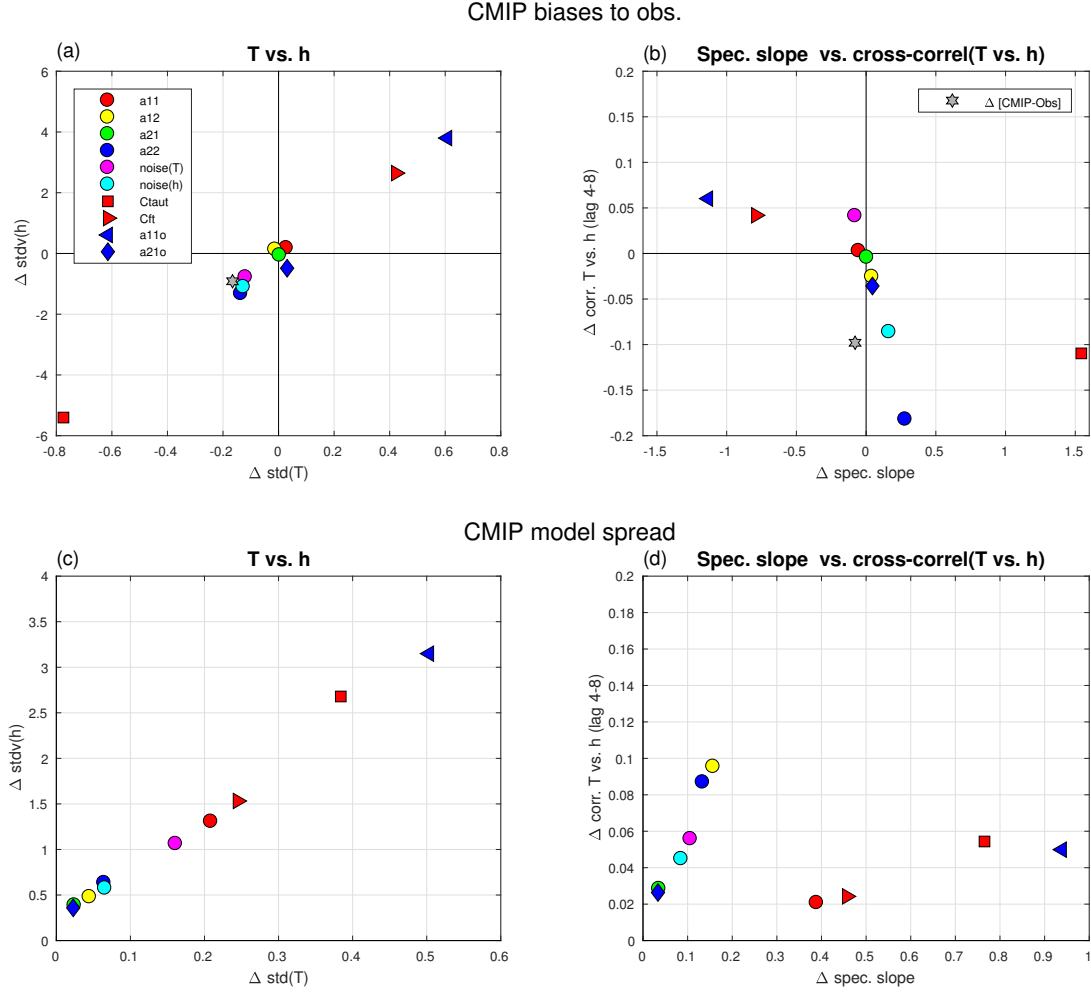 CMIP biases to obs.
(a)
T vs. h
6
4
2
0
-2
-4
-6
Δ stdv(h)
a11
a12
a21
a22
noise(T)
noise(h)
Ctaut
Cft
a11o
a21o
-0.8
-0.6
-0.4
-0.2
0
0.2
0.4
0.6
0.8
Δ std(T)
(b)
Spec. slope vs. cross-correl(T vs. h)
0.2
0.15
0.1
0.05
0
-0.05
-0.1
-0.15
-0.2
Δ corr. T vs. h (lag 4-8)
Δ [CMIP-Obs]
-1.5
-1
-0.5
0
0.5
1
1.5
Δ spec. slope
CMIP model spread
(c)
T vs. h
4
3.5
3
2.5
2
1.5
1
0.5
0
Δ stdv(h)
0
0.1
0.2
0.3
0.4
0.5
0.6
Δ std(T)
(d)
Spec. slope vs. cross-correl(T vs. h)
0.2
0.18
0.16
0.14
0.12
0.1
0.08
0.06
0.04
0.02
0
Δ corr. T vs. h (lag 4-8)
0
0.1
0.2
0.3
0.4
0.5
0.6
0.7
0.8
0.9
1
Δ spec. slope